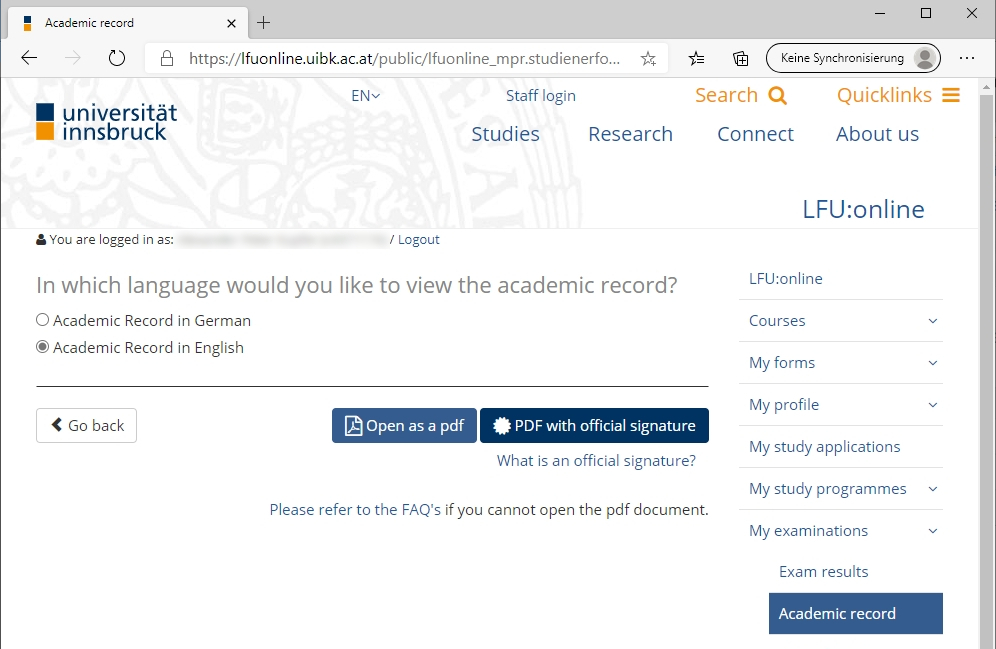 Academic record
https://lfuonline.uibk.ac.at/public/lfuonline_mpr.studienerfo...
Keine Synchronisierung
universität
innsbruck
EN
Staff login
Search
Quicklinks
Studies
Research
Connect
About us
LFU:online
You are logged in as: / Logout
In which language would you like to view the academic record?
Academic Record in German
Academic Record in English
Go back
Open as a pdf
PDF with official signature
What is an official signature?
Please refer to the FAQ's if you cannot open the pdf document.
LFU:online
Courses
My forms
My profile
My study applications
My study programmes
My examinations
Exam results
Academic record